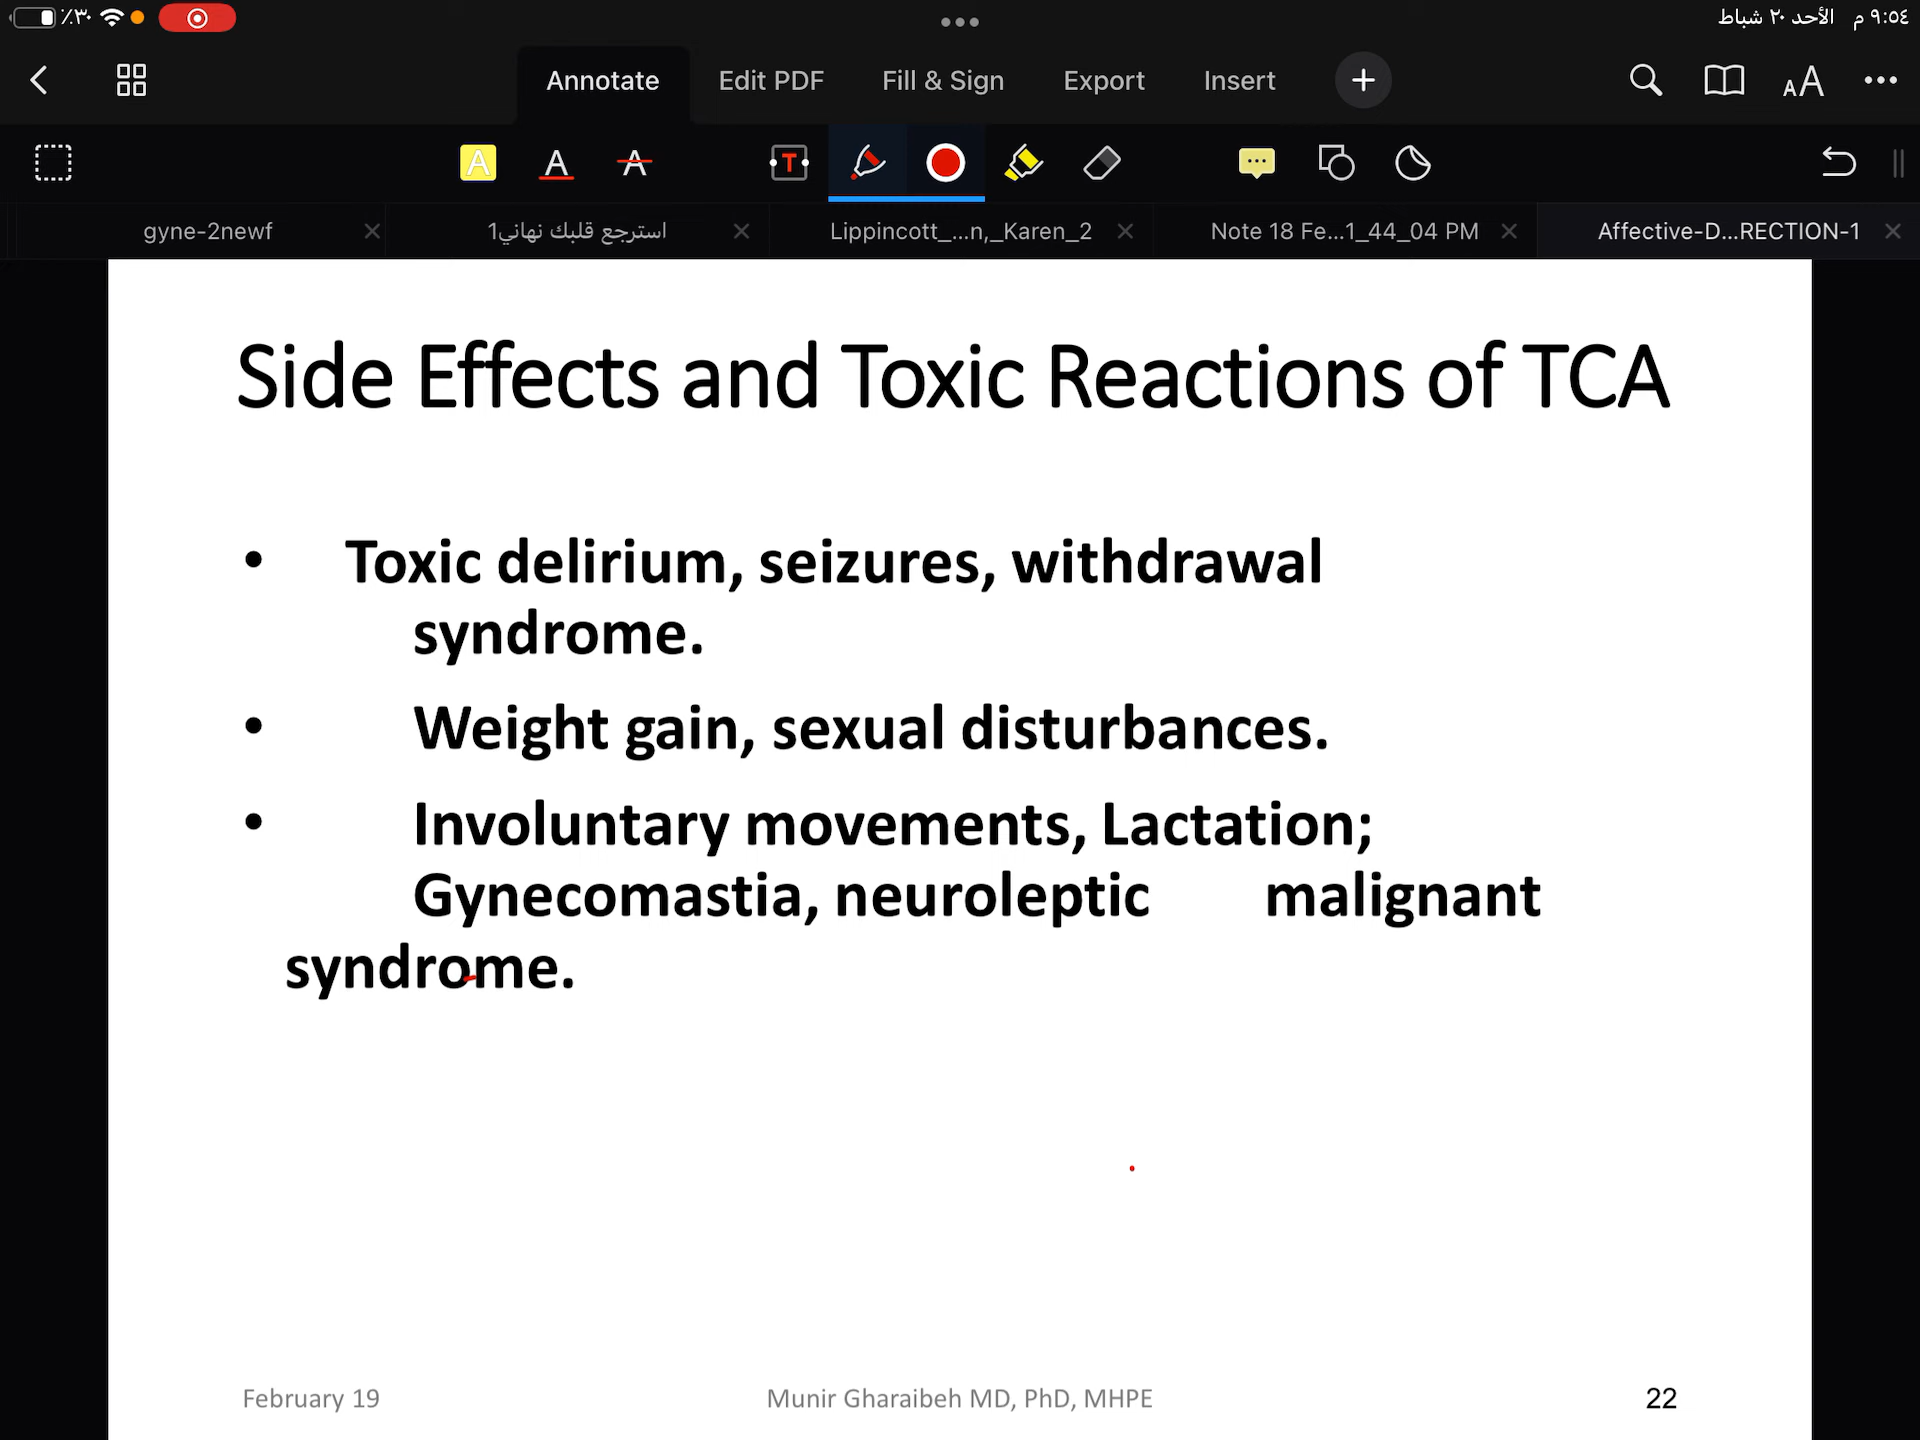 ٪٣٠
٩:٥٤ م الأحد ٢٠ شباط
Annotate Edit PDF Fill & Sign Export Insert
AA
A A A T
gyne-2newf
استرجع قلبك نهاني1
Lippincott_...n,_Karen_2
Note 18 Fe...1_44_04 PM
Affective-D...RECTION-1
Side Effects and Toxic Reactions of TCA
• Toxic delirium, seizures, withdrawal
syndrome.
• Weight gain, sexual disturbances.
• Involuntary movements, Lactation;
Gynecomastia, neuroleptic malignant
syndrome.
February 19 Munir Gharaibeh MD, PhD, MHPE 22